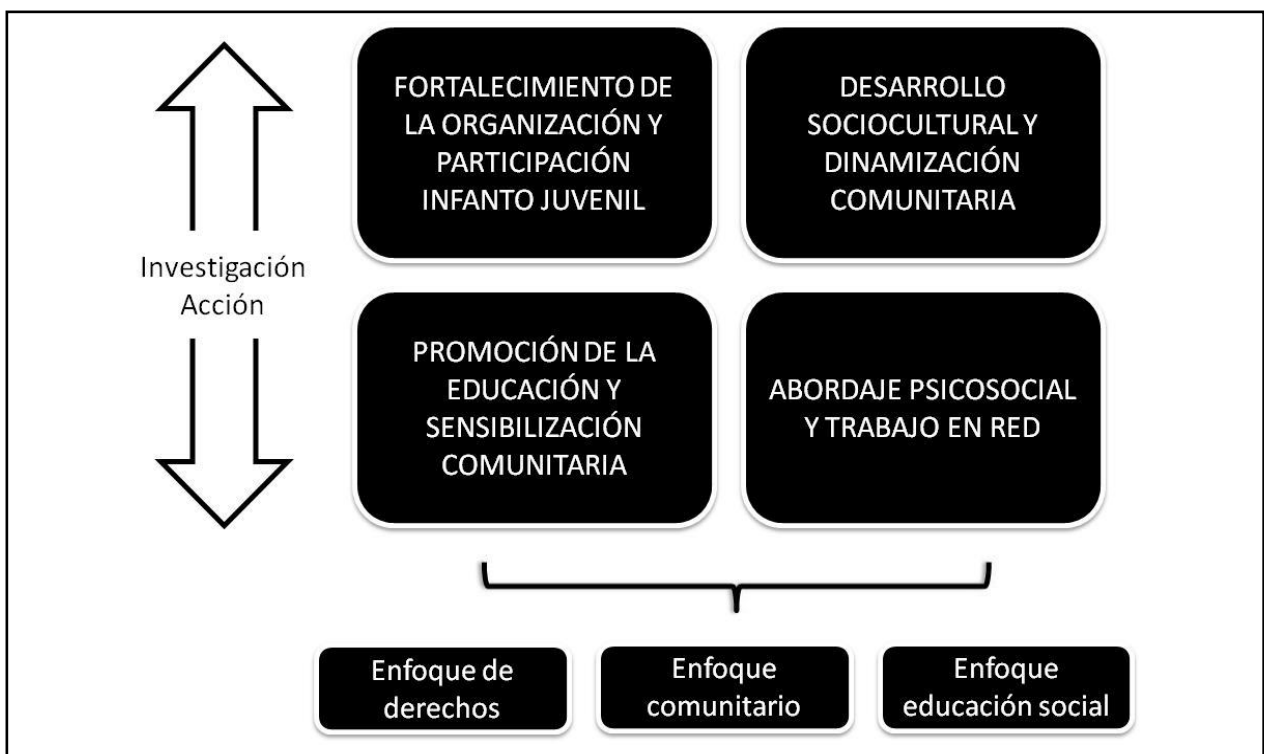 FORTALECIMIENTO DE
LA ORGANIZACIÓN Y
PARTICIPACIÓN
INFANTO JUVENIL
DESARROLLO
SOCIOCULTURAL Y
DINAMIZACIÓN
COMUNITARIA
Investigación
Acción
PROMOCIÓN DE LA
EDUCACIÓN Y
SENSIBILIZACIÓN
COMUNITARIA
ABORDAJE PSICOSOCIAL
Y TRABAJO EN RED
Enfoque de
derechos
Enfoque
comunitario
Enfoque
educación social